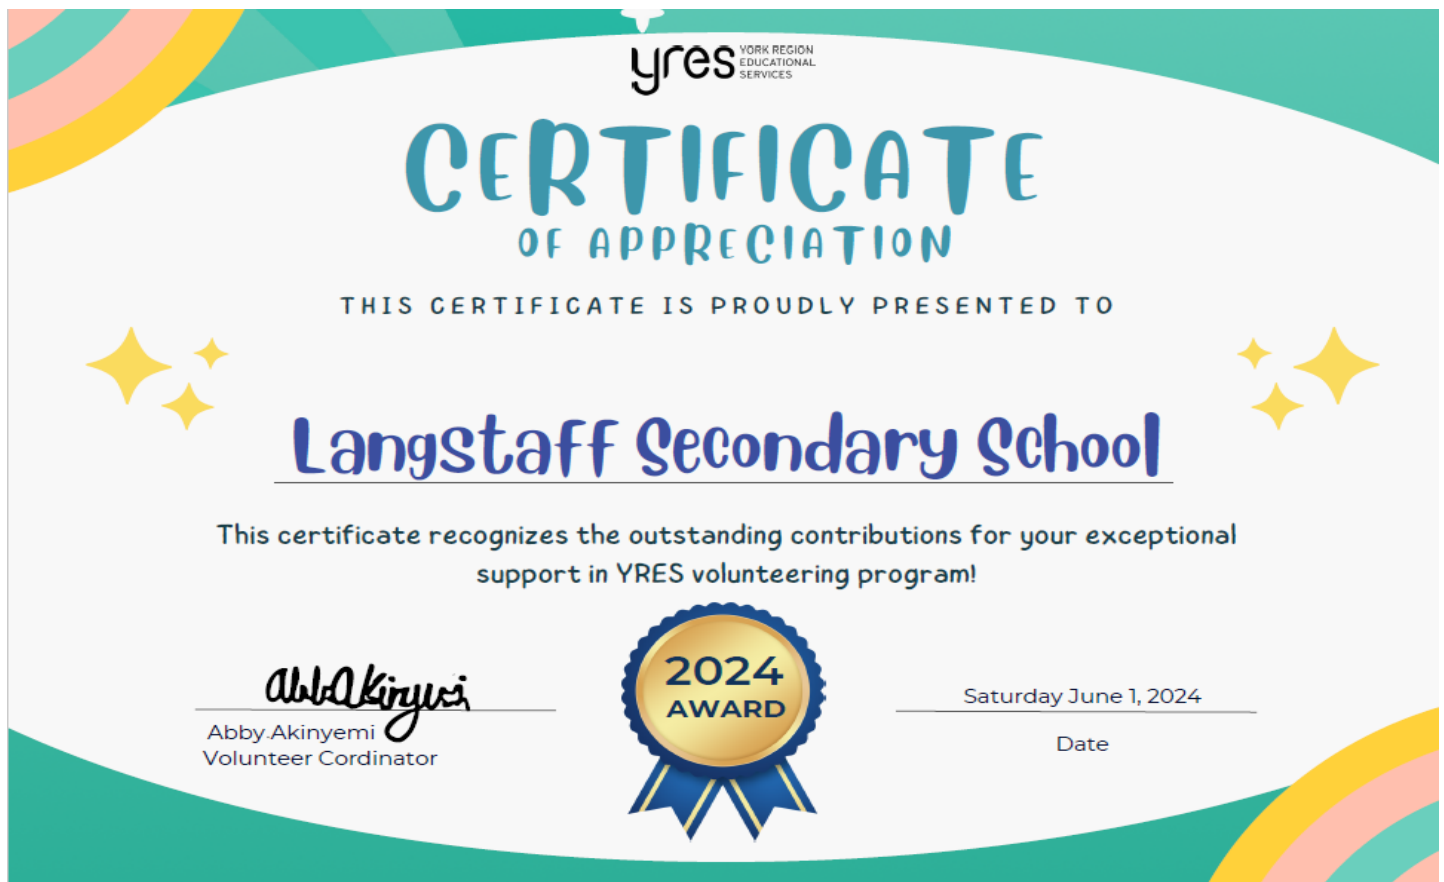 yres YORK REGION
EDUCATIONAL
SERVICES
CERTIFICATE
OF APPRECIATION
THIS CERTIFICATE IS PROUDLY PRESENTED TO
Langstaff Secondary School
This certificate recognizes the outstanding contributions for your exceptional
support in YRES volunteering program!
2024
AWARD
Abby Akinyemi
Abby.Akinyemi
Volunteer Cordinator
Saturday June 1, 2024
Date